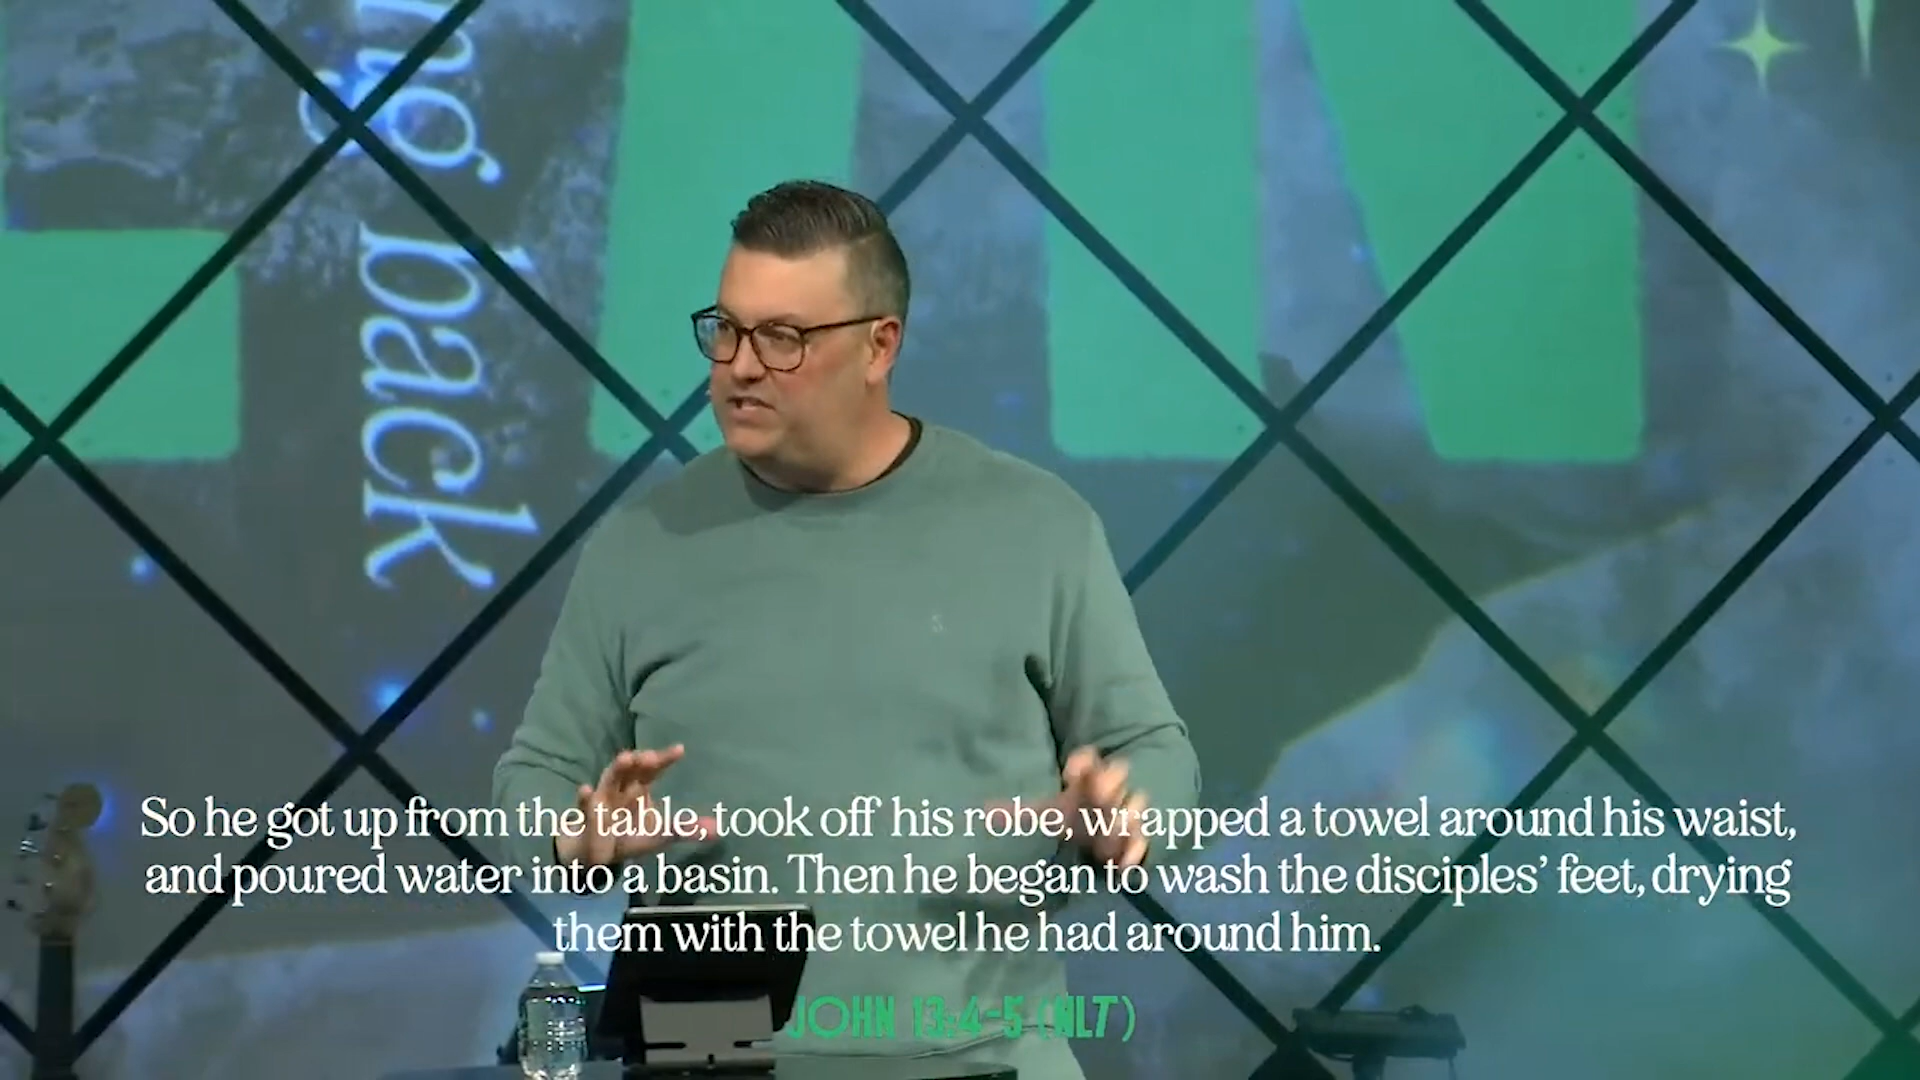 ng back
So he got up from the table, took off his robe, wrapped a towel around his waist,
and poured water into a basin. Then he began to wash the disciples’ feet, drying
them with the towel he had around him.
JOHN 13:4-5 (NLT)